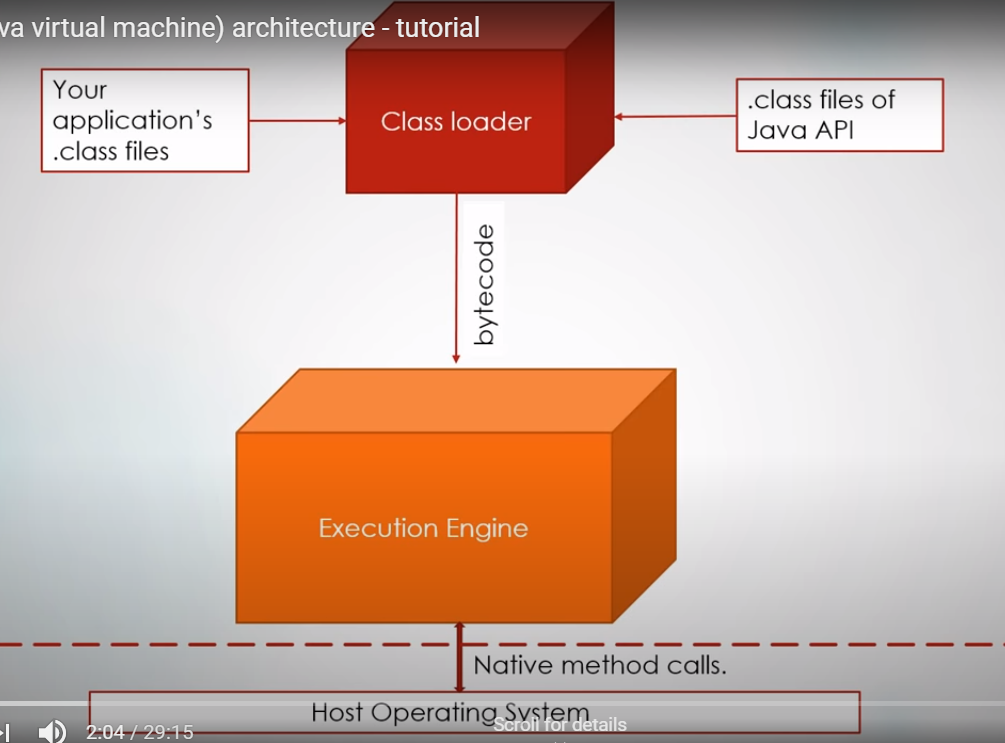 va virtual machine) architecture - tutorial
Your
application's
.class files
Class loader
.class files of
Java API
bytecode
Execution Engine
Native method calls.
Host Operating System
Scroll for details
2:04 / 29:15